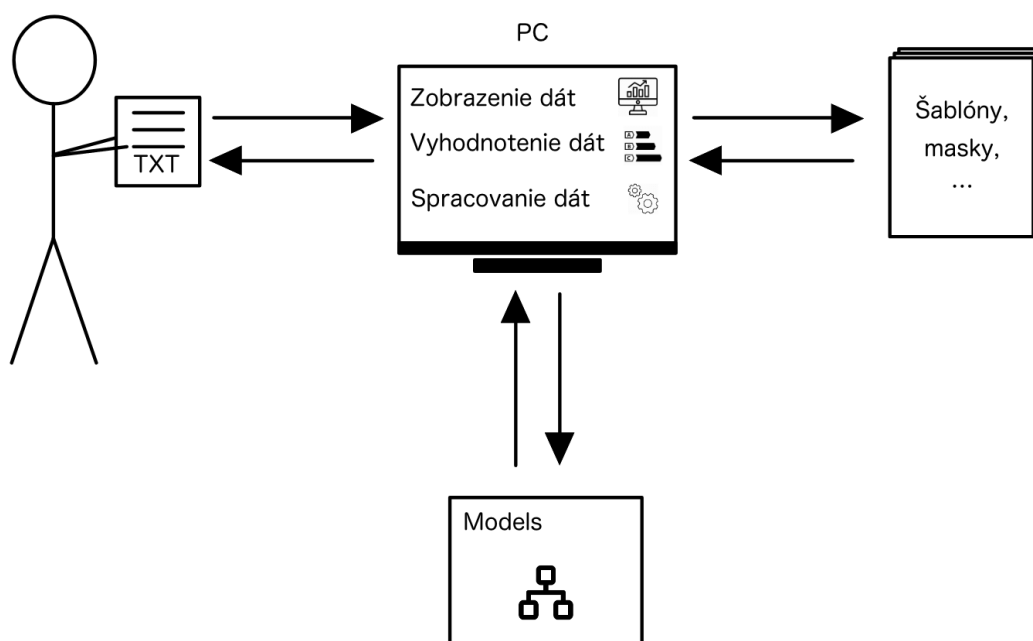 PC
TXT
Zobrazenie dát
Vyhodnotenie dát
A
B
C
Spracovanie dát
Šablóny,
masky,
...
Models